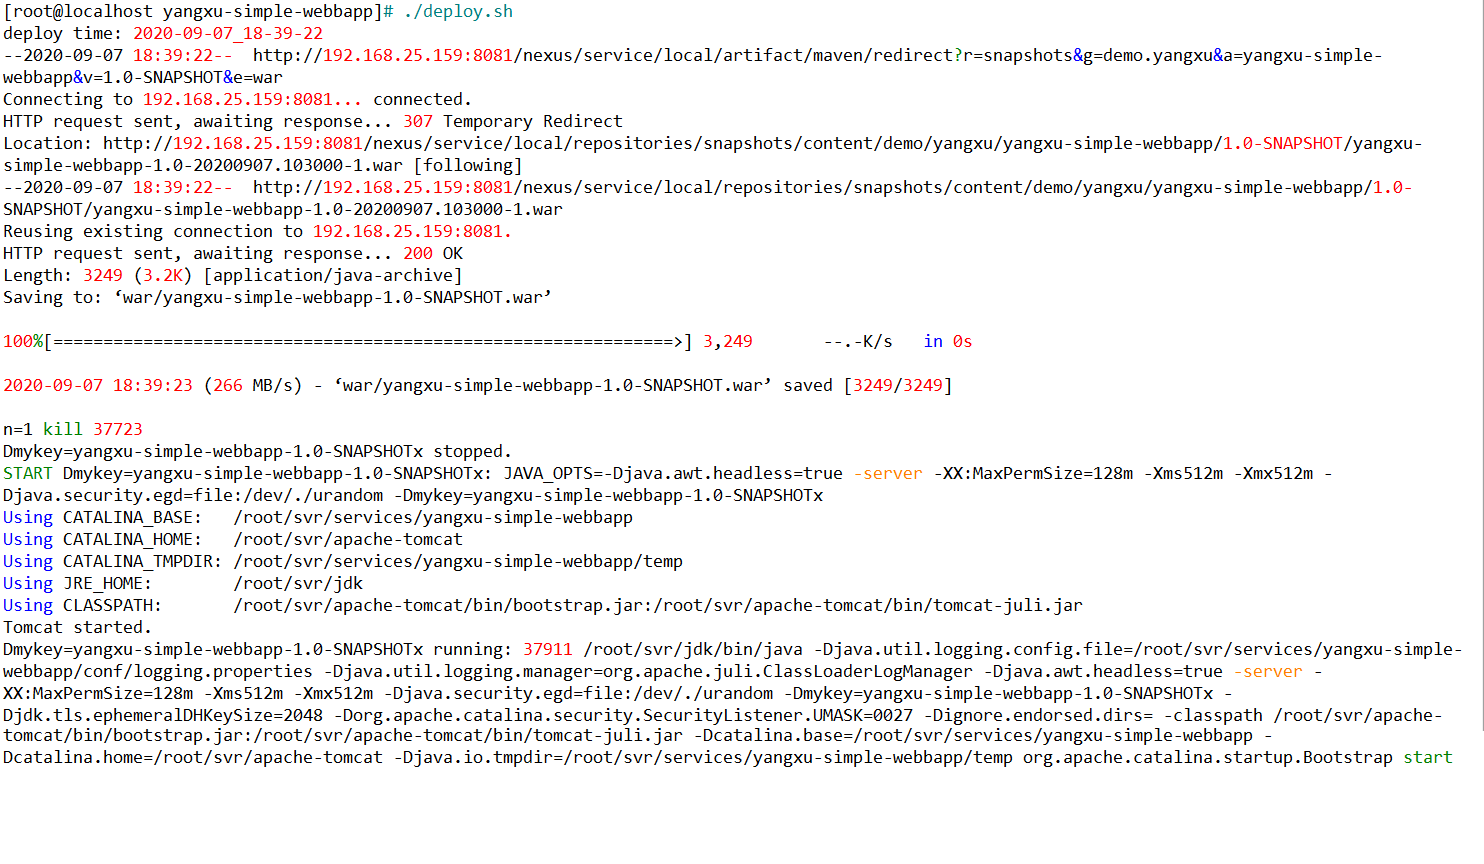 [root@localhost yangxu-simple-webbapp]# ./deploy.sh
deploy time: 2020-09-07_18-39-22
--2020-09-07 18:39:22--  http://192.168.25.159:8081/nexus/service/local/artifact/maven/redirect?r=snapshots&g=demo.yangxu&a=yangxu-simple-
webbapp&v=1.0-SNAPSHOT&e=war
Connecting to 192.168.25.159:8081... connected.
HTTP request sent, awaiting response... 307 Temporary Redirect
Location: http://192.168.25.159:8081/nexus/service/local/repositories/snapshots/content/demo/yangxu/yangxu-simple-webbapp/1.0-SNAPSHOT/yangxu-
simple-webbapp-1.0-20200907.103000-1.war [following]
--2020-09-07 18:39:22--  http://192.168.25.159:8081/nexus/service/local/repositories/snapshots/content/demo/yangxu/yangxu-simple-webbapp/1.0-
SNAPSHOT/yangxu-simple-webbapp-1.0-20200907.103000-1.war
Reusing existing connection to 192.168.25.159:8081.
HTTP request sent, awaiting response... 200 OK
Length: 3249 (3.2K) [application/java-archive]
Saving to: ‘war/yangxu-simple-webbapp-1.0-SNAPSHOT.war’
100%[==============================================================>] 3,249       --.-K/s   in 0s
2020-09-07 18:39:23 (266 MB/s) - ‘war/yangxu-simple-webbapp-1.0-SNAPSHOT.war’ saved [3249/3249]
n=1 kill 37723
Dmykey=yangxu-simple-webbapp-1.0-SNAPSHOTx stopped.
START Dmykey=yangxu-simple-webbapp-1.0-SNAPSHOTx: JAVA_OPTS=-Djava.awt.headless=true -server -XX:MaxPermSize=128m -Xms512m -Xmx512m -
Djava.security.egd=file:/dev/./urandom -Dmykey=yangxu-simple-webbapp-1.0-SNAPSHOTx
Using CATALINA_BASE:   /root/svr/services/yangxu-simple-webbapp
Using CATALINA_HOME:   /root/svr/apache-tomcat
Using CATALINA_TMPDIR: /root/svr/services/yangxu-simple-webbapp/temp
Using JRE_HOME:        /root/svr/jdk
Using CLASSPATH:       /root/svr/apache-tomcat/bin/bootstrap.jar:/root/svr/apache-tomcat/bin/tomcat-juli.jar
Tomcat started.
Dmykey=yangxu-simple-webbapp-1.0-SNAPSHOTx running: 37911 /root/svr/jdk/bin/java -Djava.util.logging.config.file=/root/svr/services/yangxu-simple-
webbapp/conf/logging.properties -Djava.util.logging.manager=org.apache.juli.ClassLoaderLogManager -Djava.awt.headless=true -server -
XX:MaxPermSize=128m -Xms512m -Xmx512m -Djava.security.egd=file:/dev/./urandom -Dmykey=yangxu-simple-webbapp-1.0-SNAPSHOTx -
Djdk.tls.ephemeralDHKeySize=2048 -Dorg.apache.catalina.security.SecurityListener.UMASK=0027 -Dignore.endorsed.dirs= -classpath /root/svr/apache-
tomcat/bin/bootstrap.jar:/root/svr/apache-tomcat/bin/tomcat-juli.jar -Dcatalina.base=/root/svr/services/yangxu-simple-webbapp -
Dcatalina.home=/root/svr/apache-tomcat -Djava.io.tmpdir=/root/svr/services/yangxu-simple-webbapp/temp org.apache.catalina.startup.Bootstrap start